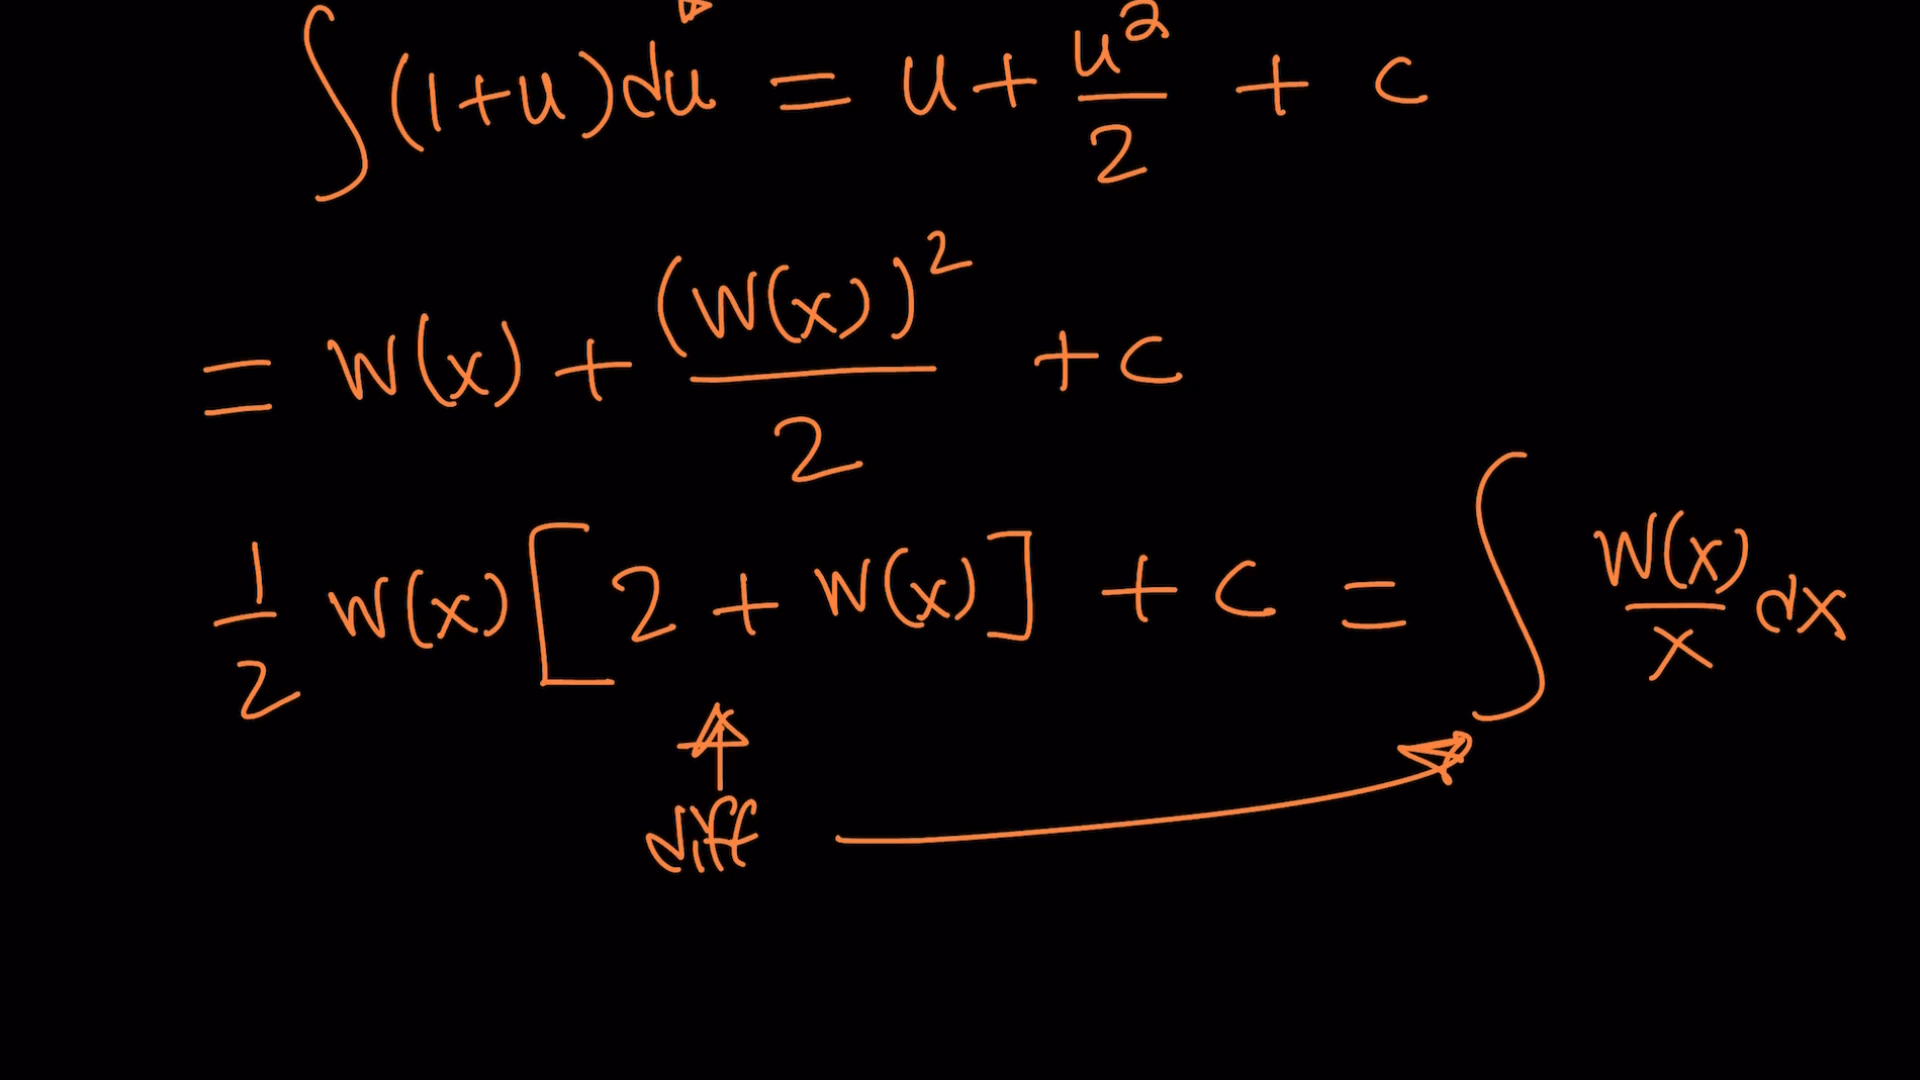 ∫(1+u)du = u + u²/2 + c
= W(x) + (W(x))²/2 + c
1/2 W(x)[2 + W(x)] + c = ∫ W(x)/x dx
diff